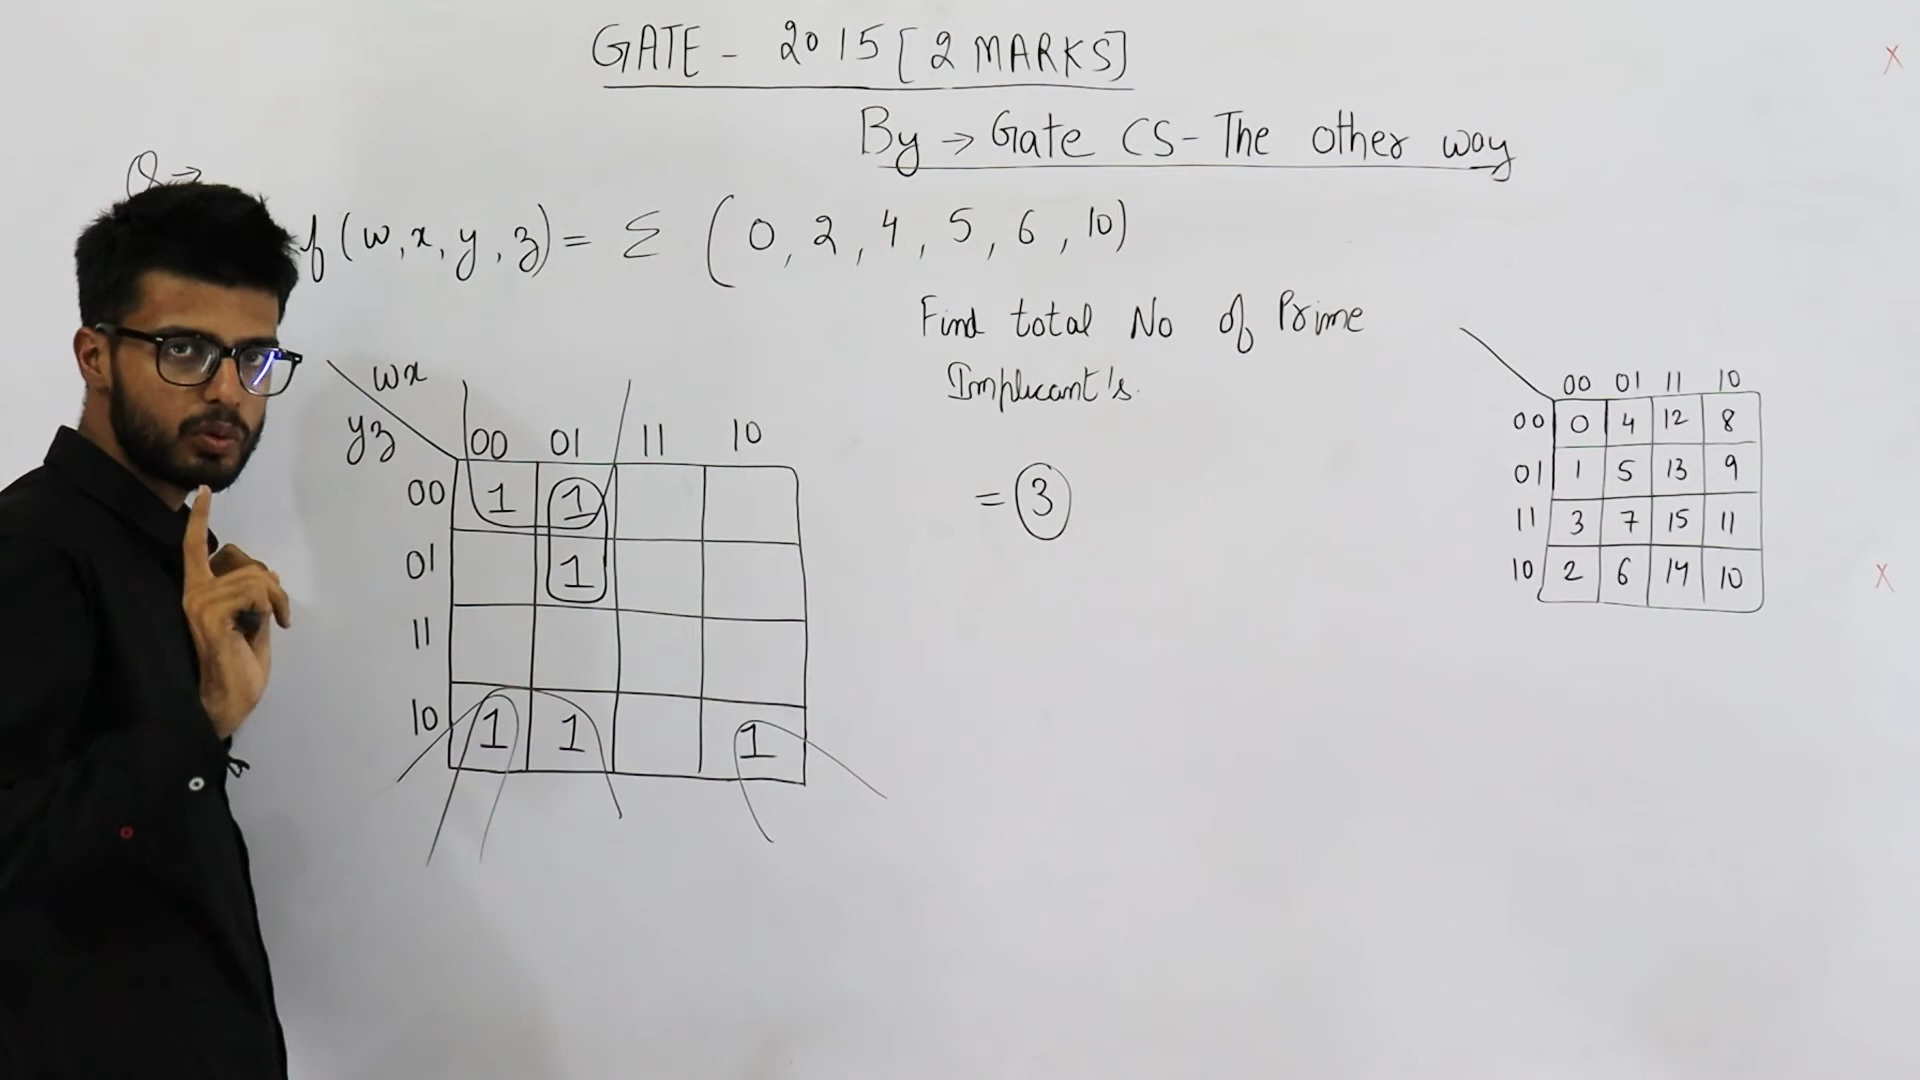 GATE - 2015 [2 MARKS]
By → Gate CS - The other way
Q →
f(w, x, y, z) = Σ (0, 2, 4, 5, 6, 10)
Find total No of Prime
Implicant's.
= 3
wx
yz 00 01 11 10
00 1 1
01 1
11
10 1 1 1
00 01 11 10
00 0 4 12 8
01 1 5 13 9
11 3 7 15 11
10 2 6 14 10